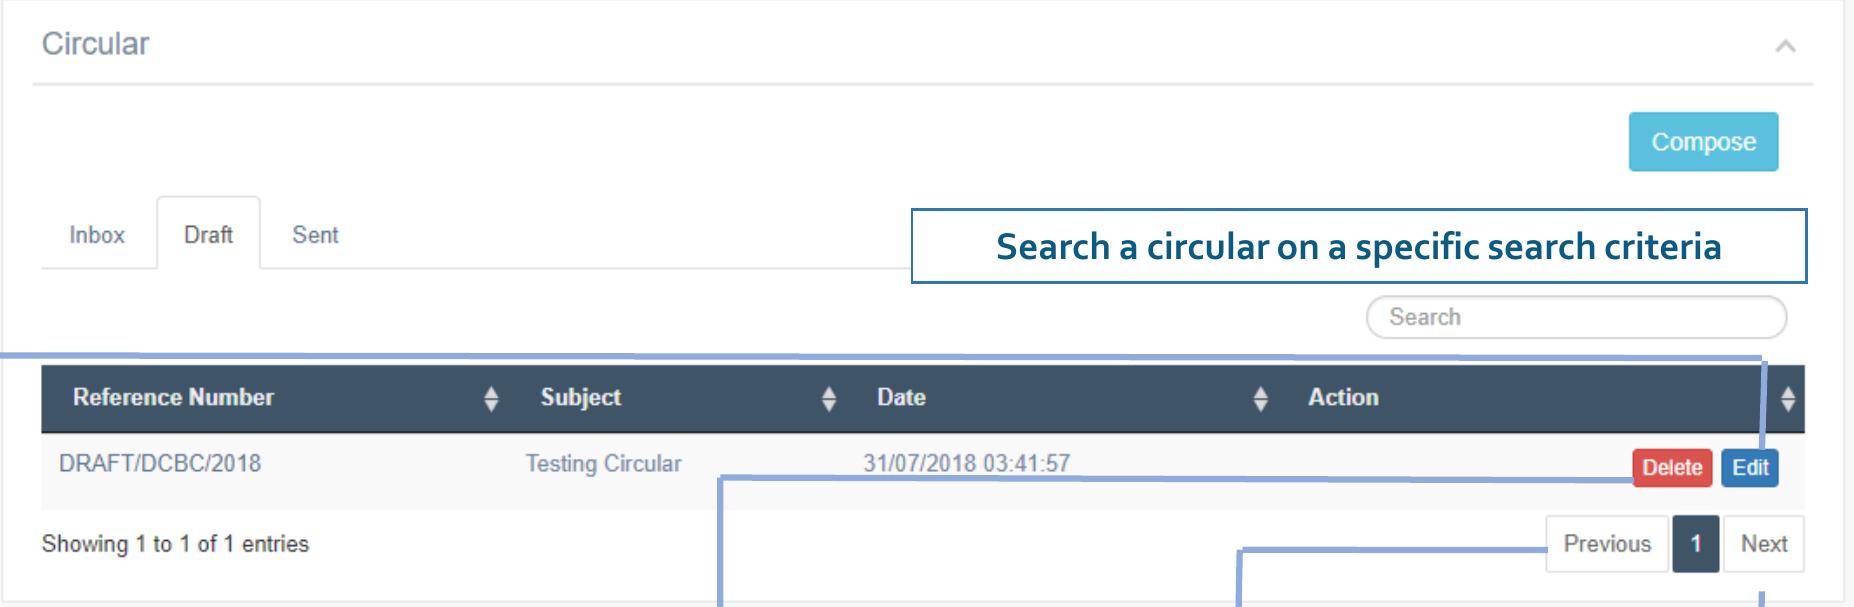 Circular
Compose
Inbox Draft Sent
Search a circular on a specific search criteria
Search
Reference Number Subject Date Action
DRAFT/DCBC/2018 Testing Circular 31/07/2018 03:41:57 Delete Edit
Showing 1 to 1 of 1 entries Previous 1 Next